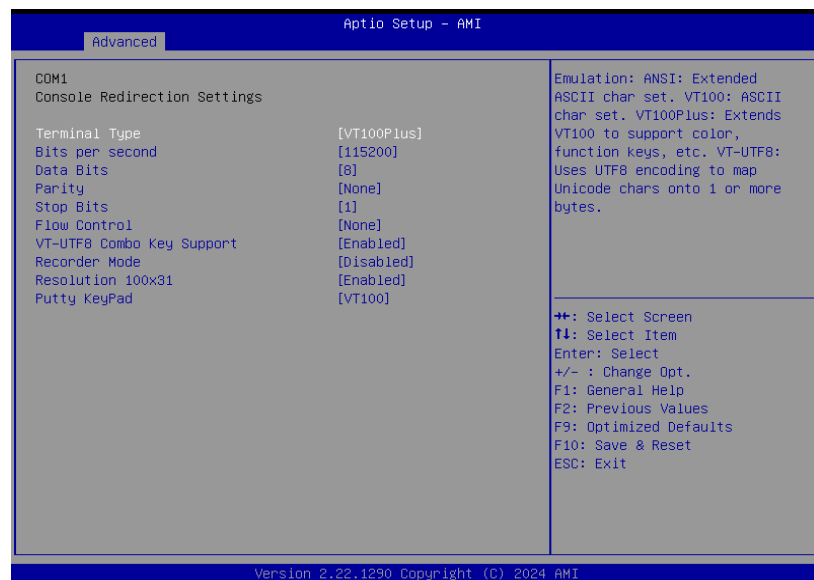 Aptio Setup – AMI
Advanced
COM1
Console Redirection Settings
Terminal Type [VT100Plus]
Bits per second [115200]
Data Bits [8]
Parity [None]
Stop Bits [1]
Flow Control [None]
VT-UTF8 Combo Key Support [Enabled]
Recorder Mode [Disabled]
Resolution 100x31 [Enabled]
Putty KeyPad [VT100]
Emulation: ANSI: Extended
ASCII char set. VT100: ASCII
char set. VT100Plus: Extends
VT100 to support color,
function keys, etc. VT-UTF8:
Uses UTF8 encoding to map
Unicode chars onto 1 or more
bytes.
→←: Select Screen
↑↓: Select Item
Enter: Select
+/- : Change Opt.
F1: General Help
F2: Previous Values
F9: Optimized Defaults
F10: Save & Reset
ESC: Exit
Version 2.22.1290 Copyright (C) 2024 AMI